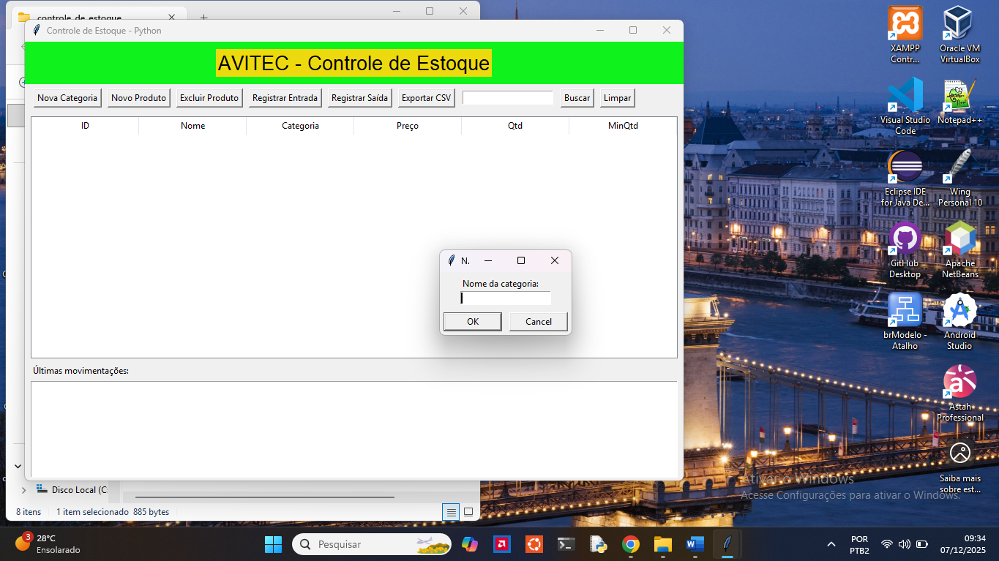 controle_de_estoque
Controle de Estoque - Python
AVITEC - Controle de Estoque
Nova Categoria
Novo Produto
Excluir Produto
Registrar Entrada
Registrar Saída
Exportar CSV
Buscar
Limpar
ID
Nome
Categoria
Preço
Qtd
MinQtd
N.
Nome da categoria:
OK
Cancel
Últimas movimentações:
Disco Local (C:
8 itens
1 item selecionado 885 bytes
XAMPP
Contr...
Oracle VM
VirtualBox
Visual Studio
Code
Notepad++
Eclipse IDE
for Java De...
Wing
Personal 10
GitHub
Desktop
Apache
NetBeans
brModelo -
Atalho
Android
Studio
Astah
Professional
Saiba mais
sobre est...
Ativar o Windows
Acesse Configurações para ativar o Windows.
3
28°C
Ensolarado
Pesquisar
POR
PTB2
09:34
07/12/2025